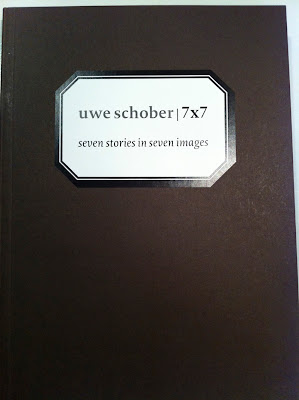 uwe schober|7x7
seven stories in seven images